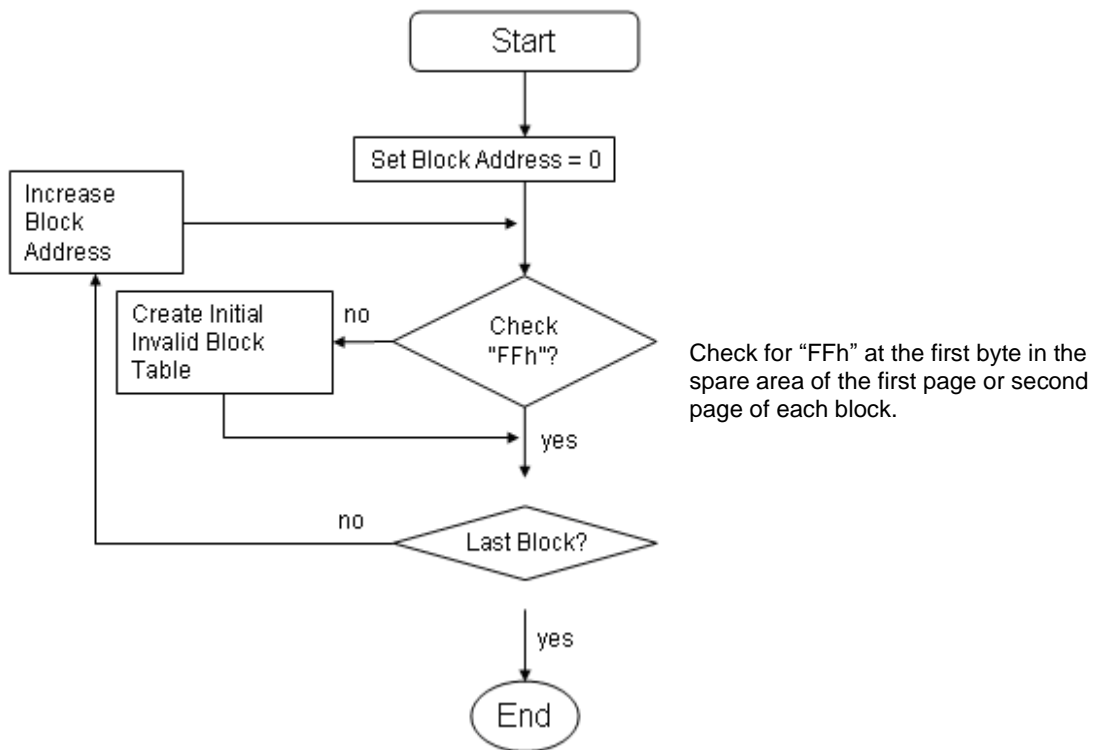 Start
Set Block Address = 0
Increase
Block
Address
Create Initial
Invalid Block
Table
no
Check
"FFh"?
Check for “FFh” at the first byte in the
spare area of the first page or second
page of each block.
yes
no
Last Block?
yes
End